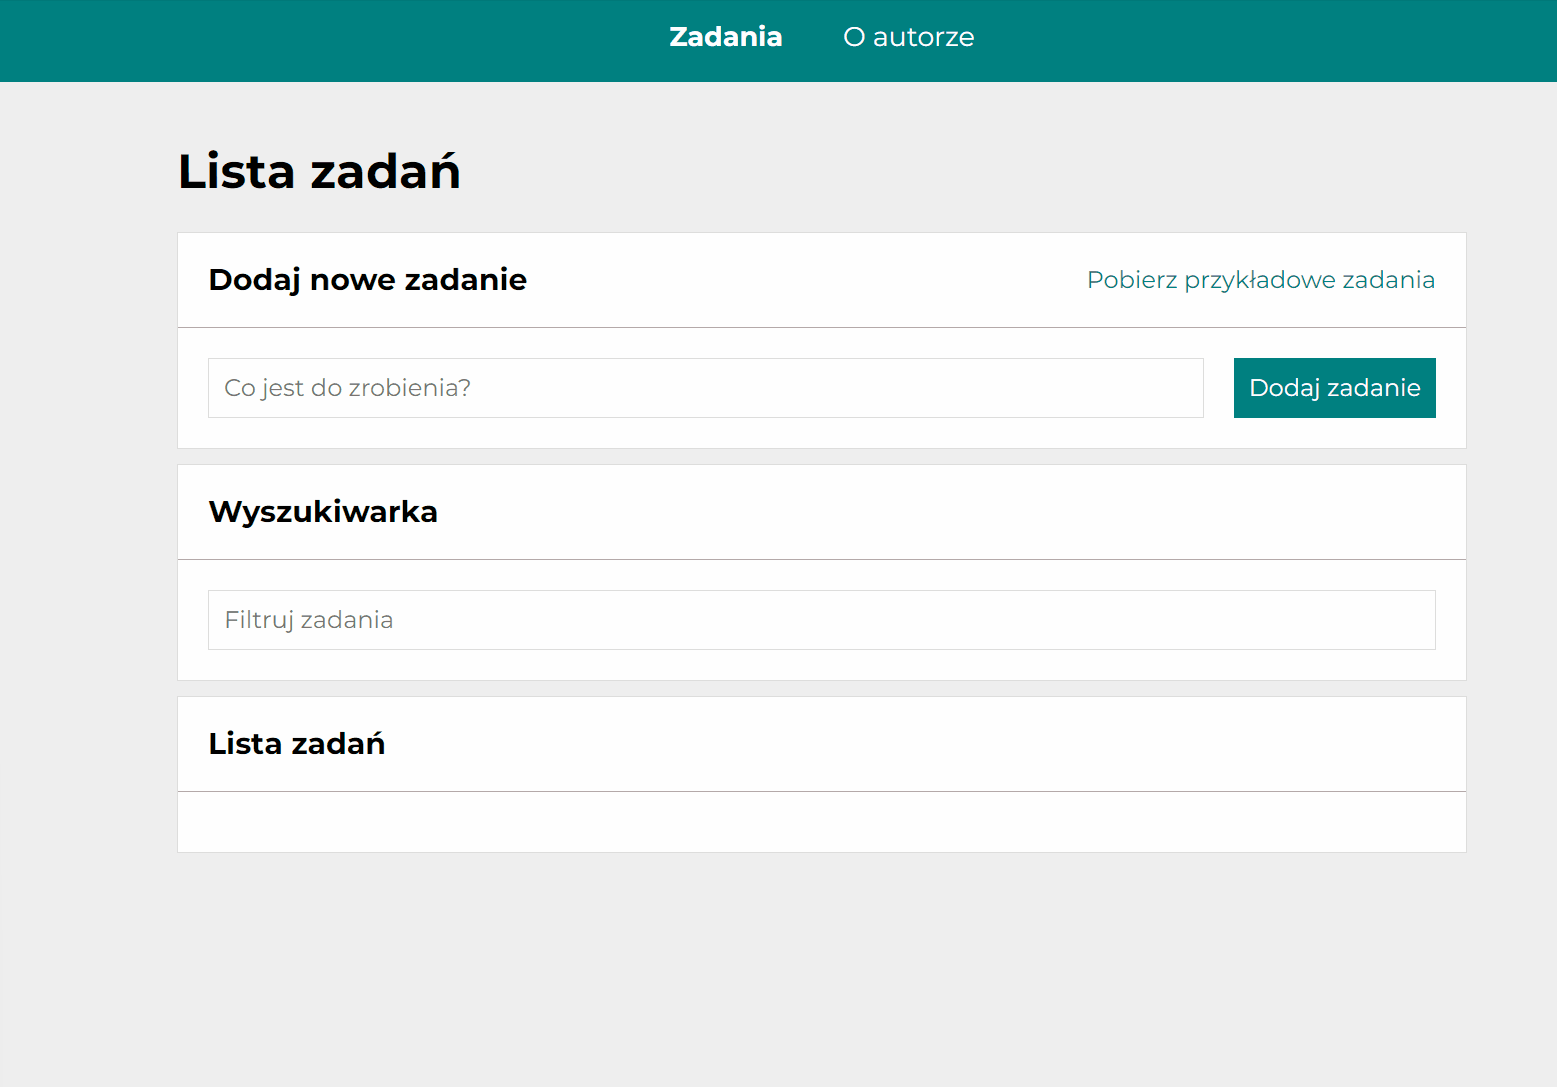 Zadania O autorze
Lista zadań
Dodaj nowe zadanie Pobierz przykładowe zadania
Co jest do zrobienia? Dodaj zadanie
Wyszukiwarka
Filtruj zadania
Lista zadań